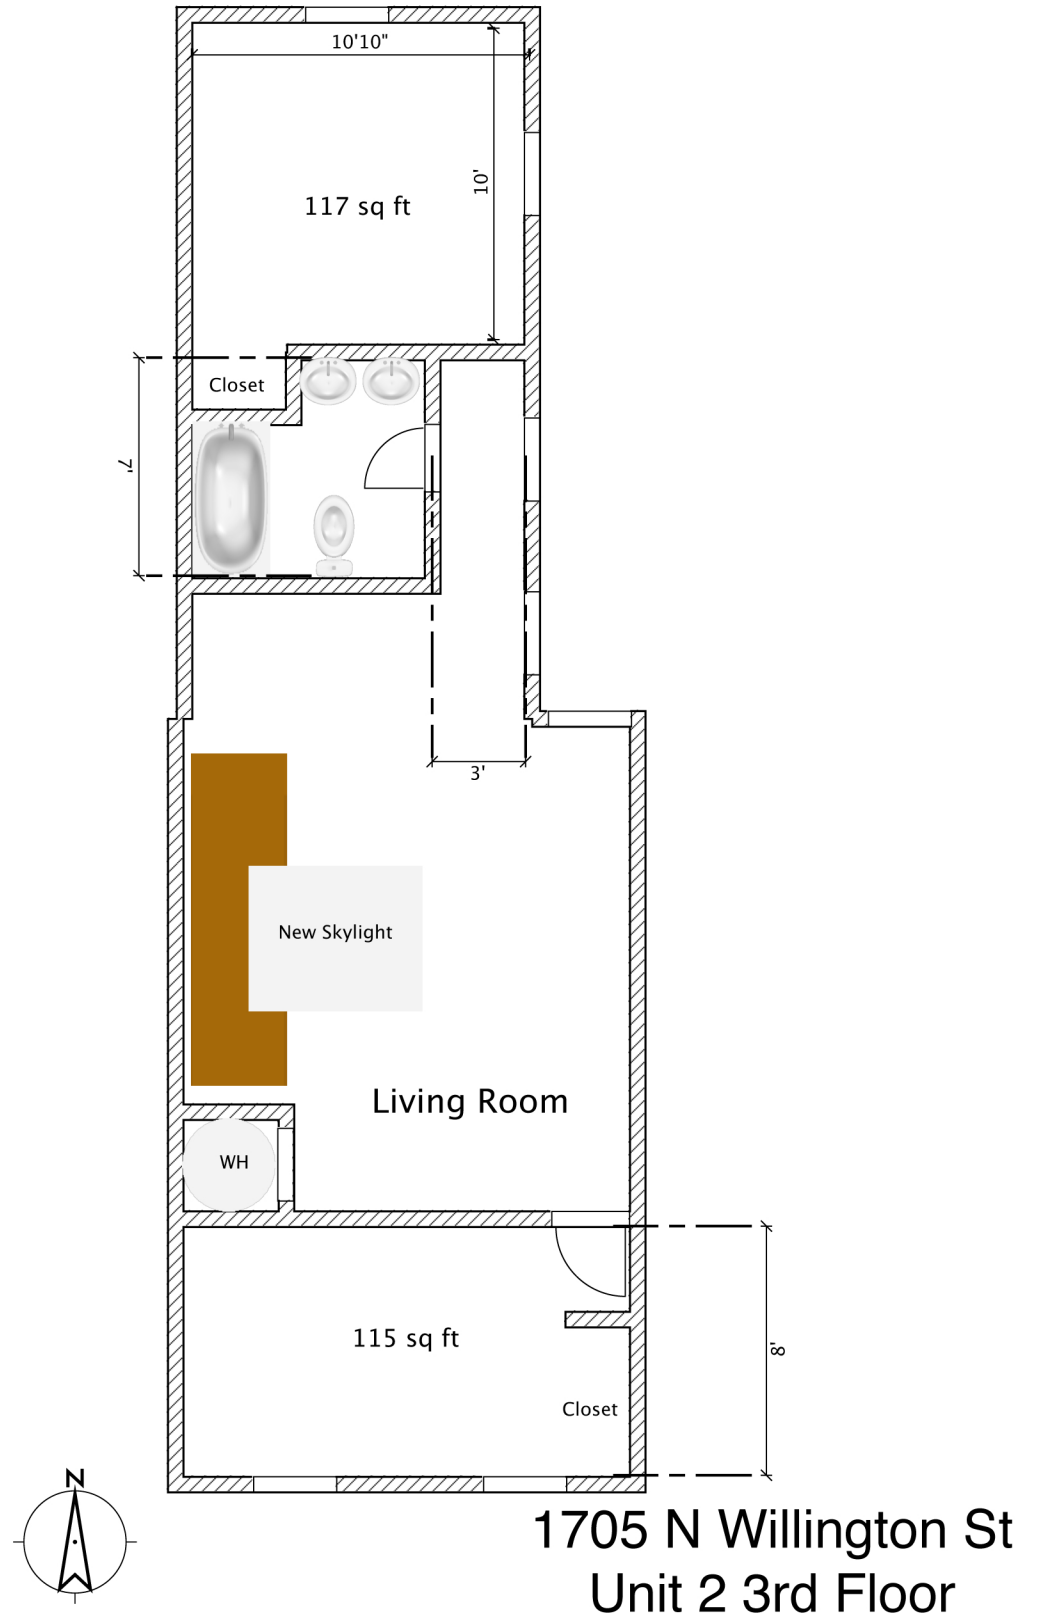 10'10"
10'
117 sq ft
Closet
7'
3'
New Skylight
Living Room
WH
115 sq ft
8'
Closet
N
1705 N Willington St
Unit 2 3rd Floor